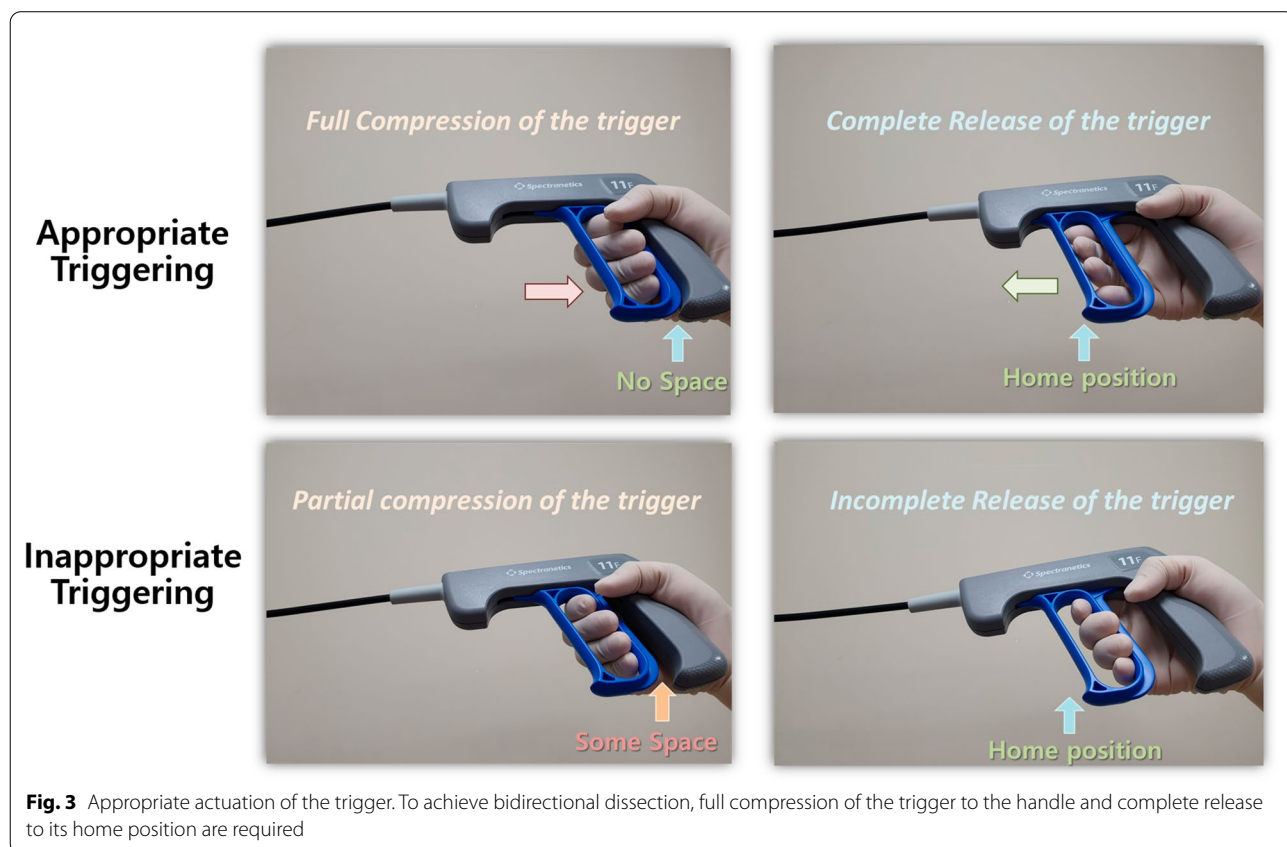 Appropriate
Triggering
Full Compression of the trigger
Spectranetics
11F
No Space
Complete Release of the trigger
Spectranetics
11F
Home position
Inappropriate
Triggering
Partial compression of the trigger
Spectranetics
11F
Some Space
Incomplete Release of the trigger
Spectranetics
11F
Home position
Fig. 3 Appropriate actuation of the trigger. To achieve bidirectional dissection, full compression of the trigger to the handle and complete release
to its home position are required